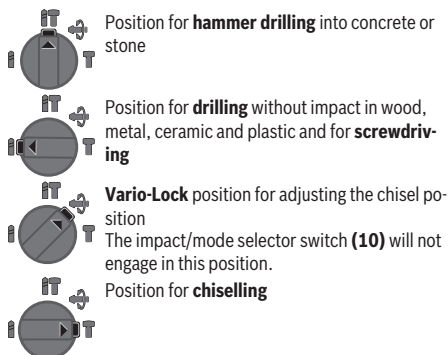 Position for hammer drilling into concrete or
stone
Position for drilling without impact in wood,
metal, ceramic and plastic and for screwdriv-
ing
Vario-Lock position for adjusting the chisel po-
sition
The impact/mode selector switch (10) will not
engage in this position.
Position for chiselling